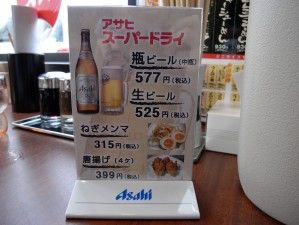 アサヒ
スーパードライ
瓶ビール(中瓶)
577円(税込)
生ビール
525円(税込)
ねぎメンマ
315円(税込)
唐揚げ(4ケ)
399円(税込)
Asahi